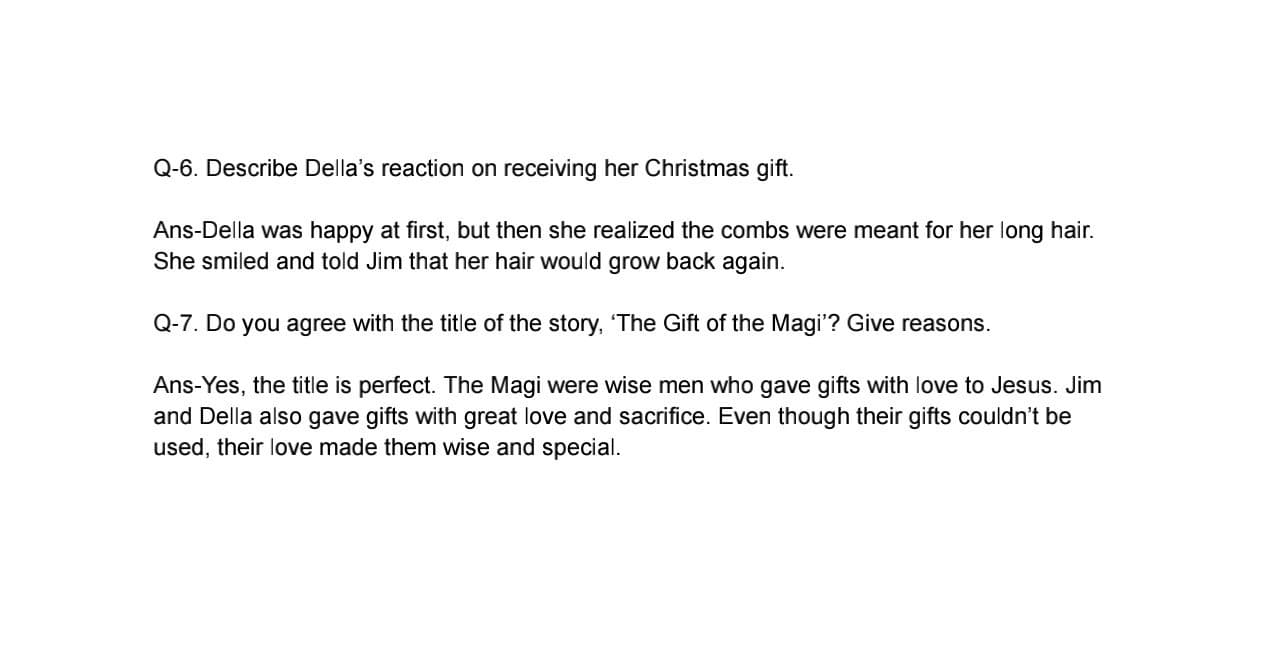 Q-6. Describe Della’s reaction on receiving her Christmas gift.
Ans-Della was happy at first, but then she realized the combs were meant for her long hair.
She smiled and told Jim that her hair would grow back again.
Q-7. Do you agree with the title of the story, ‘The Gift of the Magi’? Give reasons.
Ans-Yes, the title is perfect. The Magi were wise men who gave gifts with love to Jesus. Jim
and Della also gave gifts with great love and sacrifice. Even though their gifts couldn’t be
used, their love made them wise and special.